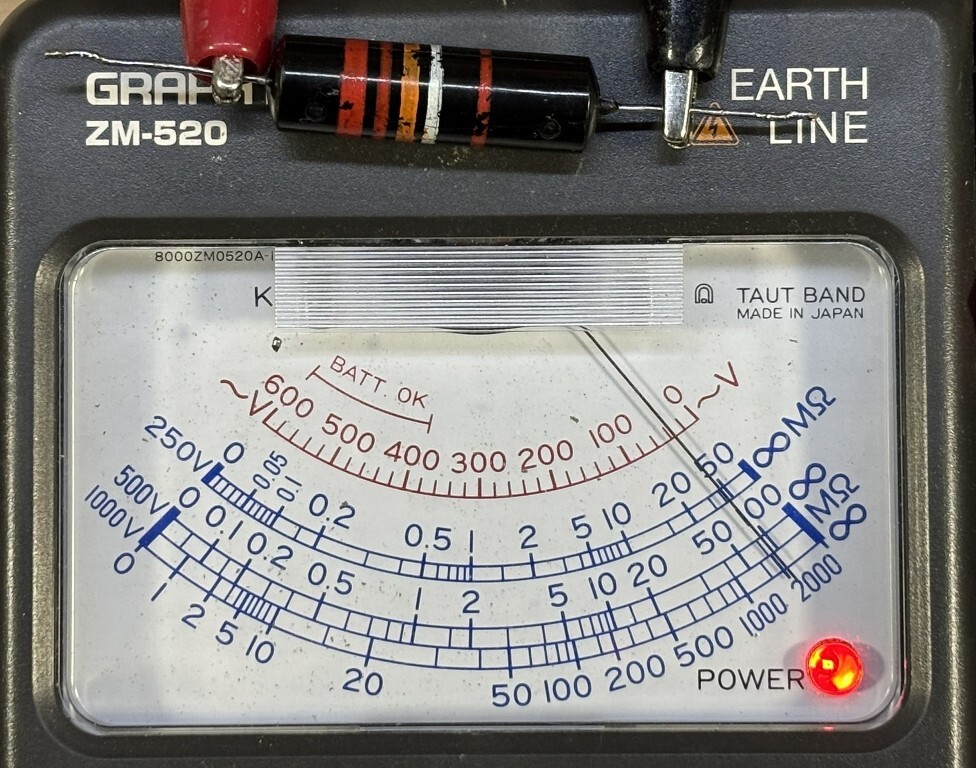 EARTH
LINE
ZM-520
8000ZM0520A-
TAUT BAND
MADE IN JAPAN
BATT. OK
~V 600 500 400 300 200 100 0 ~V
250V 0 0.05 0.1 0.2 0.5 1 2 5 10 20 50 ∞ MΩ
500V 0 0.1 0.2 0.5 1 2 5 10 20 50 100 ∞ MΩ
1000V 0 1 2 5 10 20 50 100 200 500 1000 2000 ∞
POWER